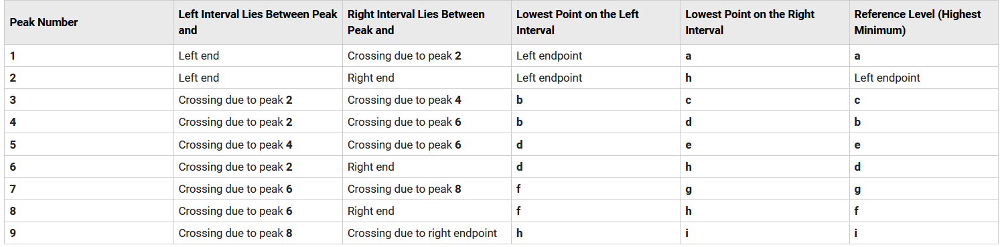 Peak Number Left Interval Lies Between Peak and Right Interval Lies Between Peak and Lowest Point on the Left Interval Lowest Point on the Right Interval Reference Level (Highest Minimum)
1 Left end Crossing due to peak 2 Left endpoint a a
2 Left end Right end Left endpoint h Left endpoint
3 Crossing due to peak 2 Crossing due to peak 4 b c c
4 Crossing due to peak 2 Crossing due to peak 6 b d b
5 Crossing due to peak 4 Crossing due to peak 6 d e e
6 Crossing due to peak 2 Right end d h d
7 Crossing due to peak 6 Crossing due to peak 8 f g g
8 Crossing due to peak 6 Right end f h f
9 Crossing due to peak 8 Crossing due to right endpoint h i i